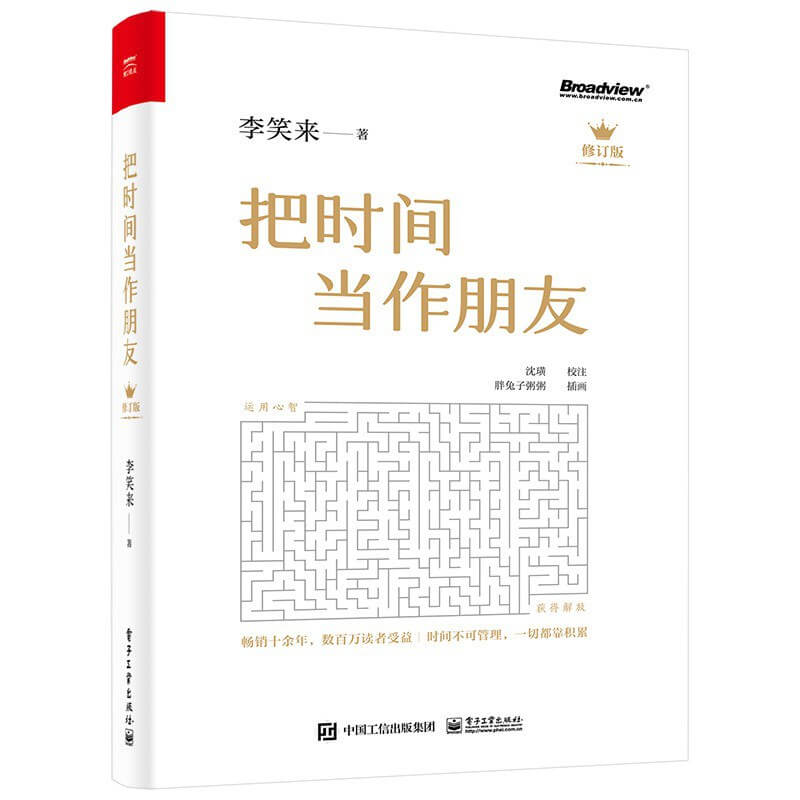 Broadview®
www.broadview.com.cn
李笑来——著
修订版
把时间
当作朋友
沈璜 校注
胖兔子粥粥 插画
运用心智
获得解放
畅销十余年，数百万读者受益 | 时间不可管理，一切都靠积累
中国工信出版集团
电子工业出版社·
把时间当作朋友
修订版
李笑来——著
电子工业出版社·